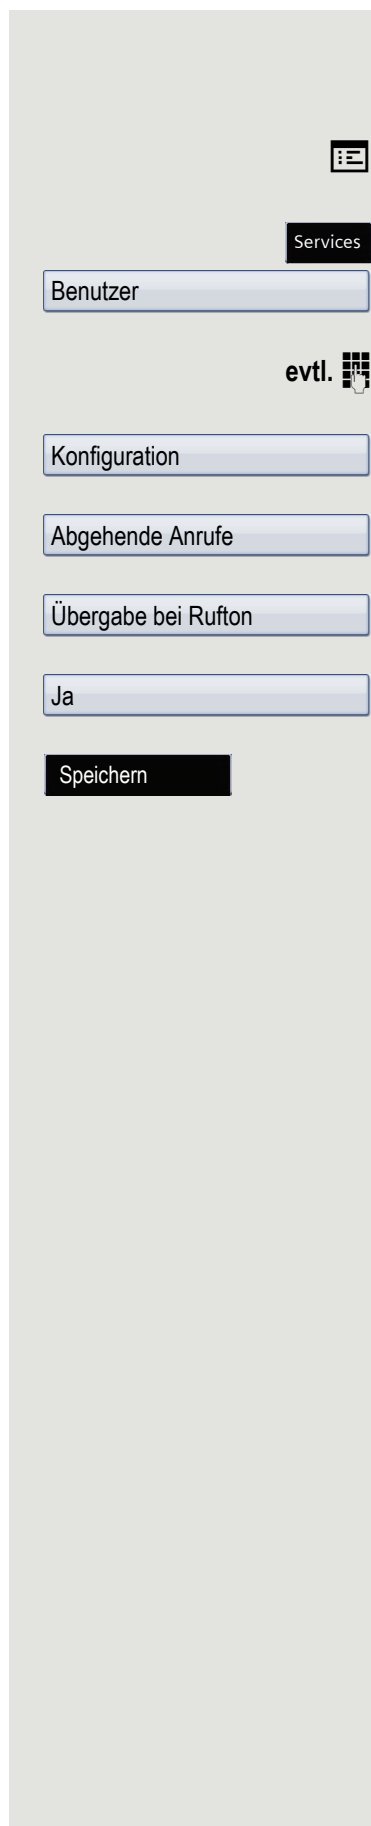 Services
Benutzer
evtl.
Konfiguration
Abgehende Anrufe
Übergabe bei Rufton
Ja
Speichern